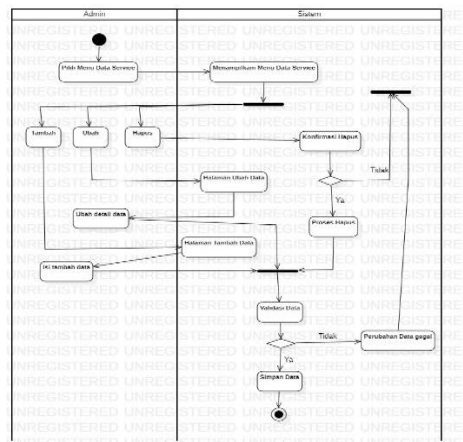 Admin
Sistem
Pilih Menu Data Service
Menampilkam Menu Data Service
Tambah
Ubah
Hapus
Konfirmasi Hapus
Tidak
Halaman Ubah Data
Ya
Ubah detail data
Proses Hapus
Halaman Tambah Data
Isi tambah data
Validasi Data
Tidak
Perubahan Data gagal
Ya
Simpan Data
UNREGISTERED